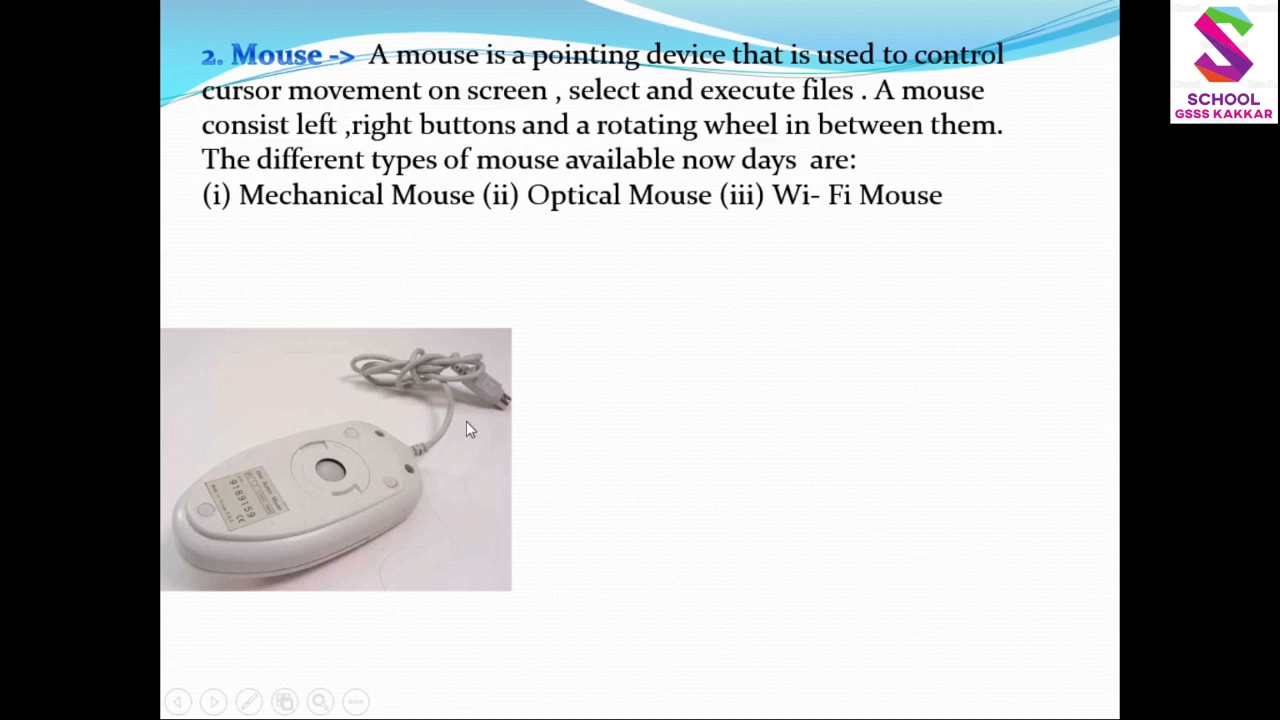 2. Mouse -> A mouse is a pointing device that is used to control
cursor movement on screen , select and execute files . A mouse
consist left ,right buttons and a rotating wheel in between them.
The different types of mouse available now days are:
(i) Mechanical Mouse (ii) Optical Mouse (iii) Wi- Fi Mouse
SCHOOL
GSSS KAKKAR
9189159